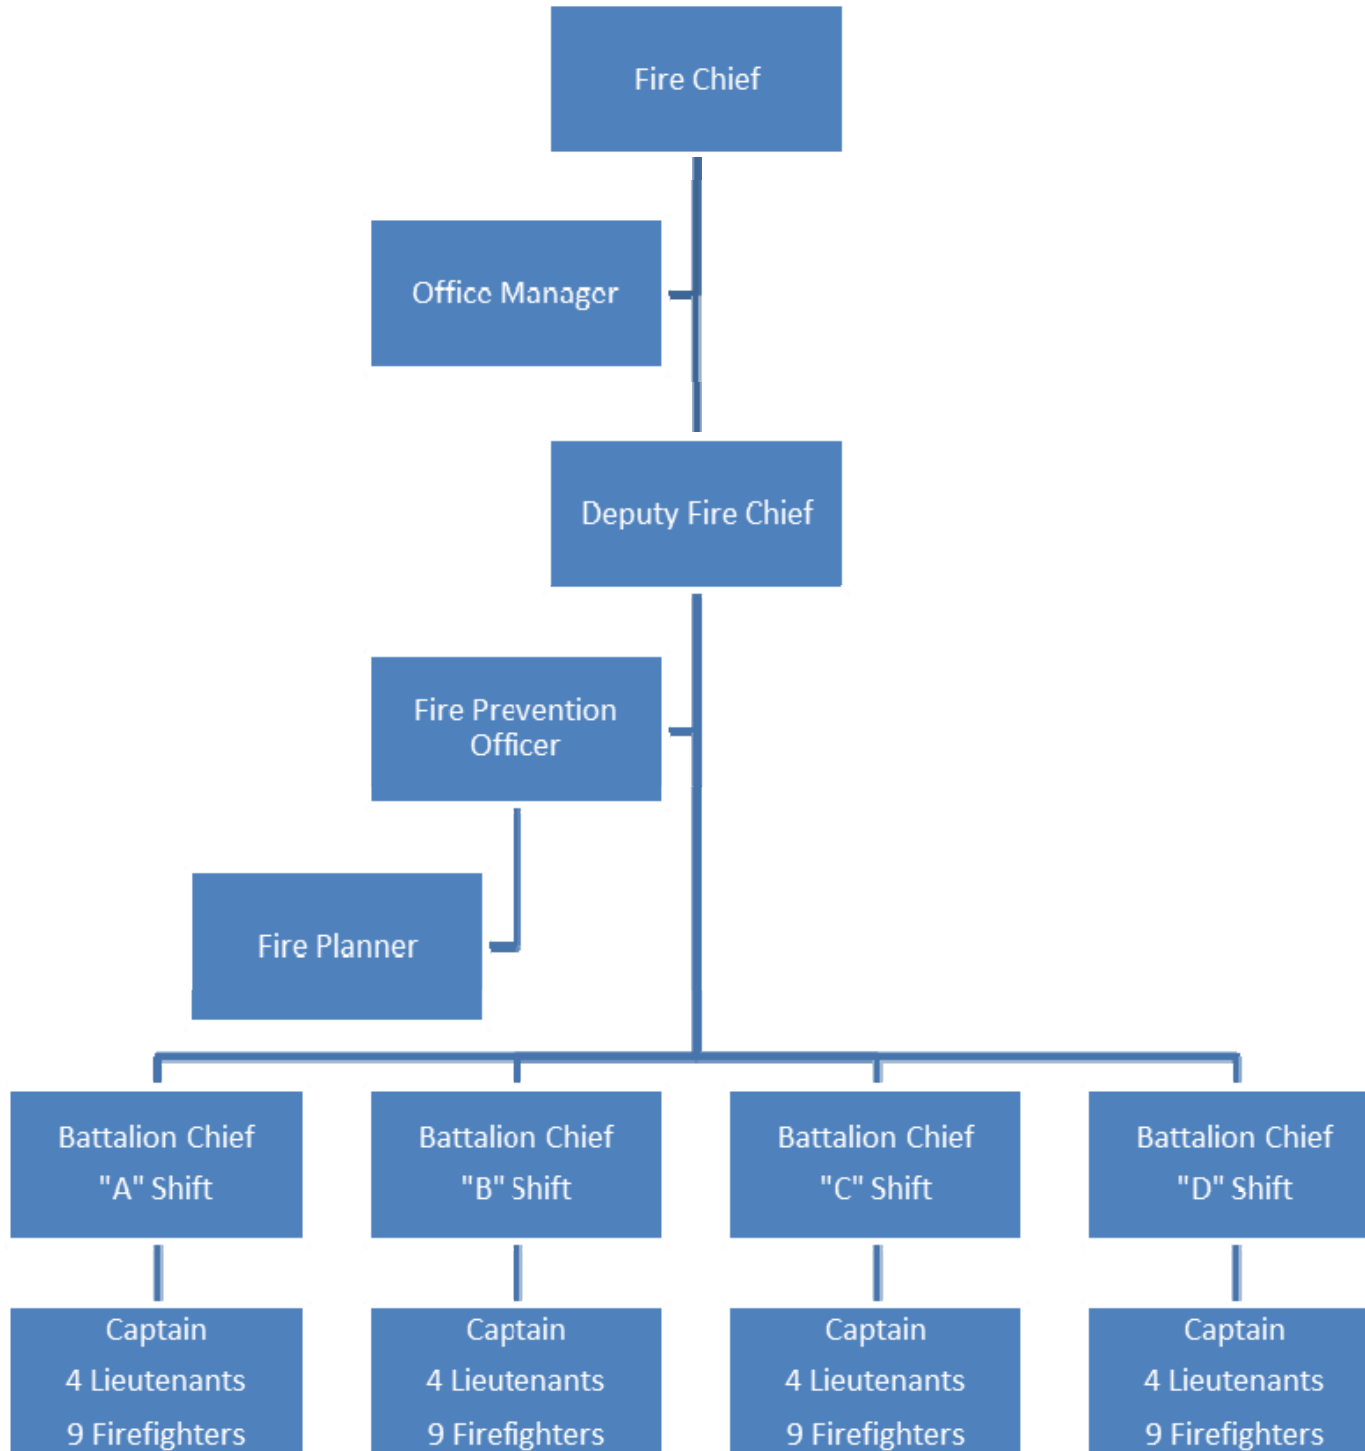 Fire Chief
Office Manager
Deputy Fire Chief
Fire Prevention
Officer
Fire Planner
Battalion Chief
"A" Shift
Battalion Chief
"B" Shift
Battalion Chief
"C" Shift
Battalion Chief
"D" Shift
Captain
4 Lieutenants
9 Firefighters
Captain
4 Lieutenants
9 Firefighters
Captain
4 Lieutenants
9 Firefighters
Captain
4 Lieutenants
9 Firefighters